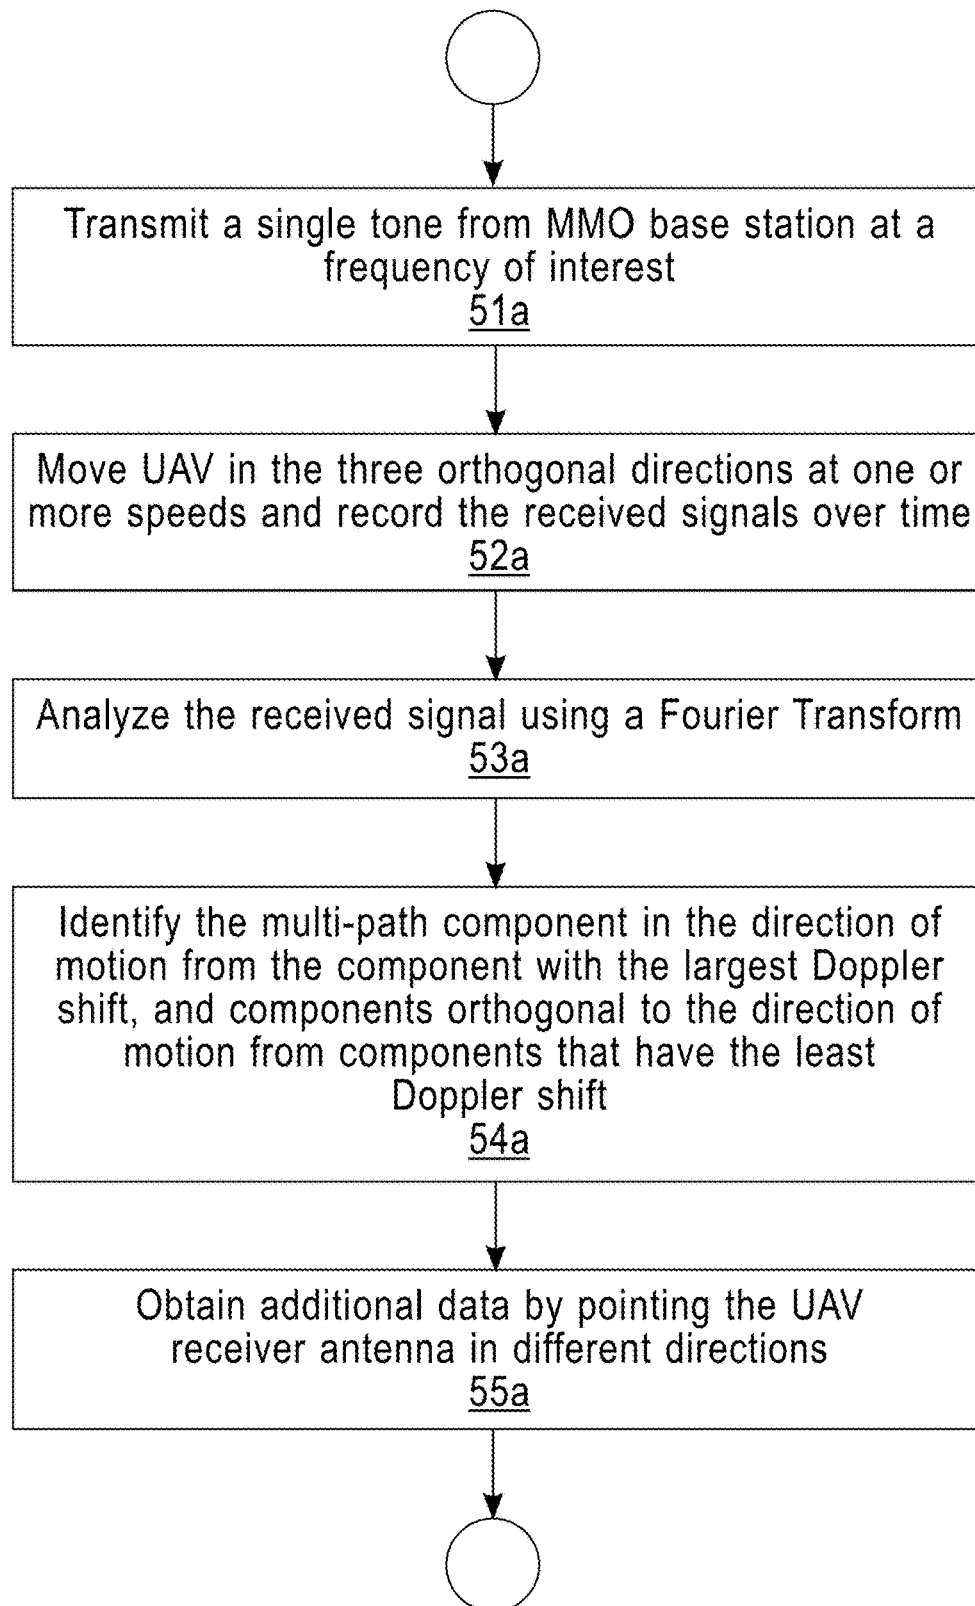 Transmit a single tone from MMO base station at a
frequency of interest
51a
Move UAV in the three orthogonal directions at one or
more speeds and record the received signals over time
52a
Analyze the received signal using a Fourier Transform
53a
Identify the multi-path component in the direction of
motion from the component with the largest Doppler
shift, and components orthogonal to the direction of
motion from components that have the least
Doppler shift
54a
Obtain additional data by pointing the UAV
receiver antenna in different directions
55a